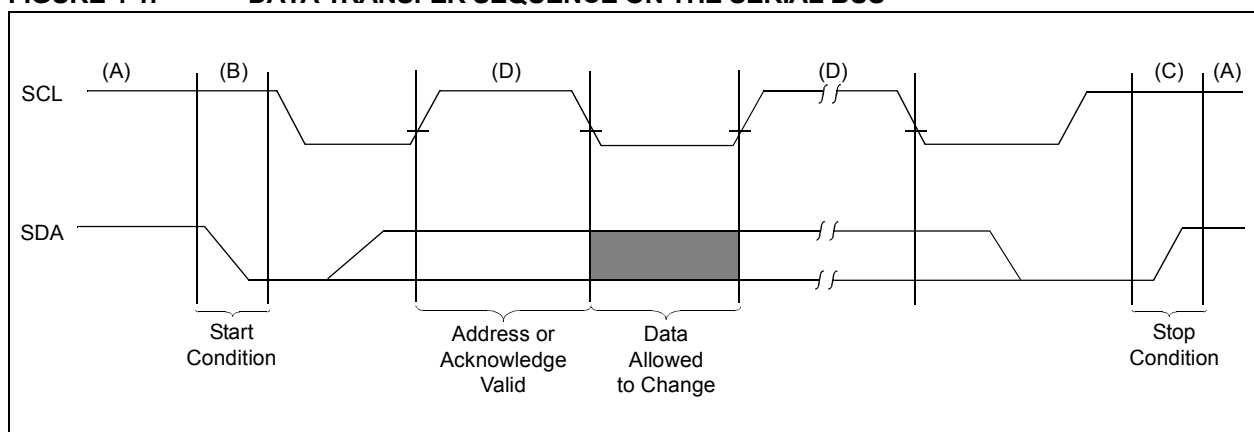 FIGURE 4-1: DATA TRANSFER SEQUENCE ON THE SERIAL BUS
(A) (B) (D) (D) (C) (A)
SCL
SDA
Start
Condition
Address or
Acknowledge
Valid
Data
Allowed
to Change
Stop
Condition